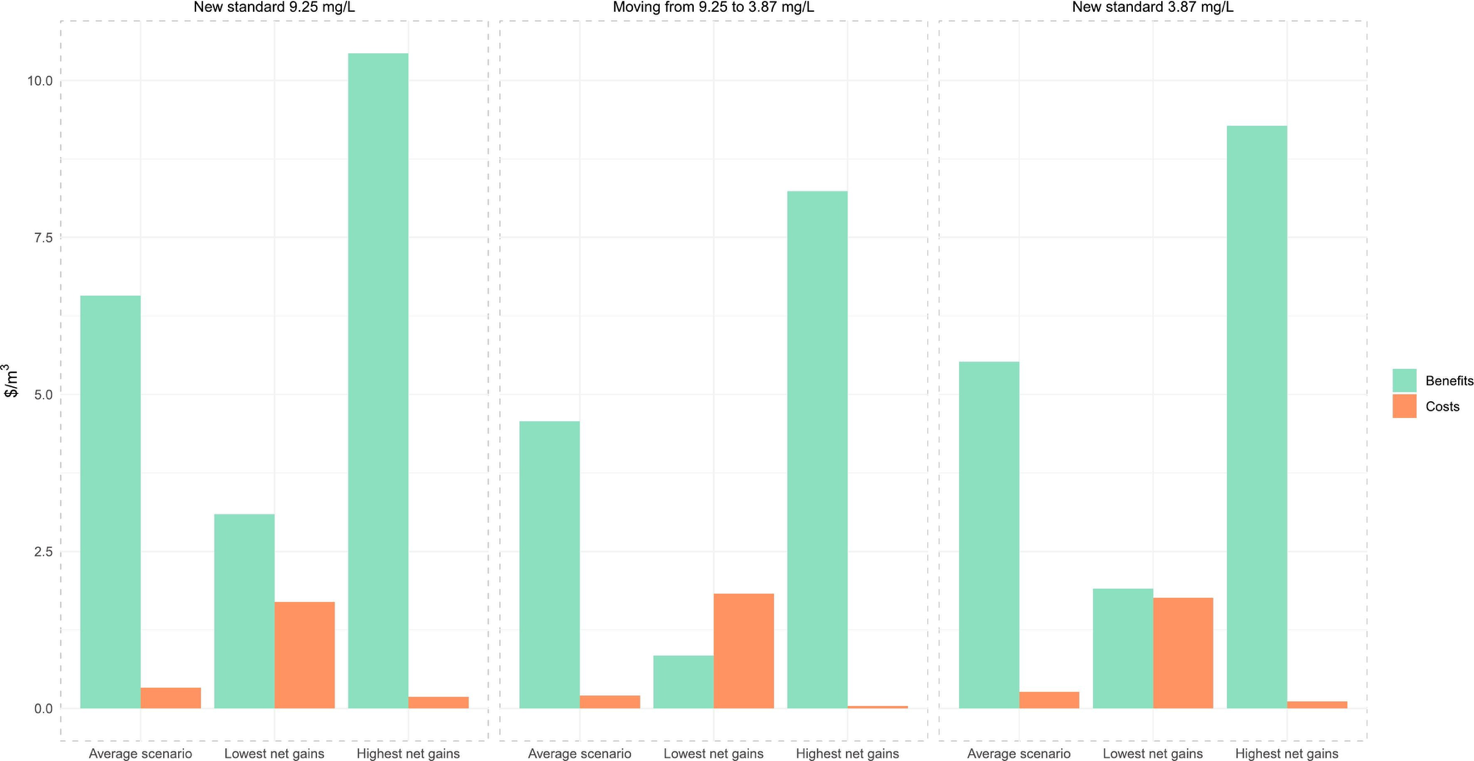 New standard 9.25 mg/L
Moving from 9.25 to 3.87 mg/L
New standard 3.87 mg/L
$/m³
10.0
7.5
5.0
2.5
0.0
Average scenario
Lowest net gains
Highest net gains
Average scenario
Lowest net gains
Highest net gains
Average scenario
Lowest net gains
Highest net gains
Benefits
Costs